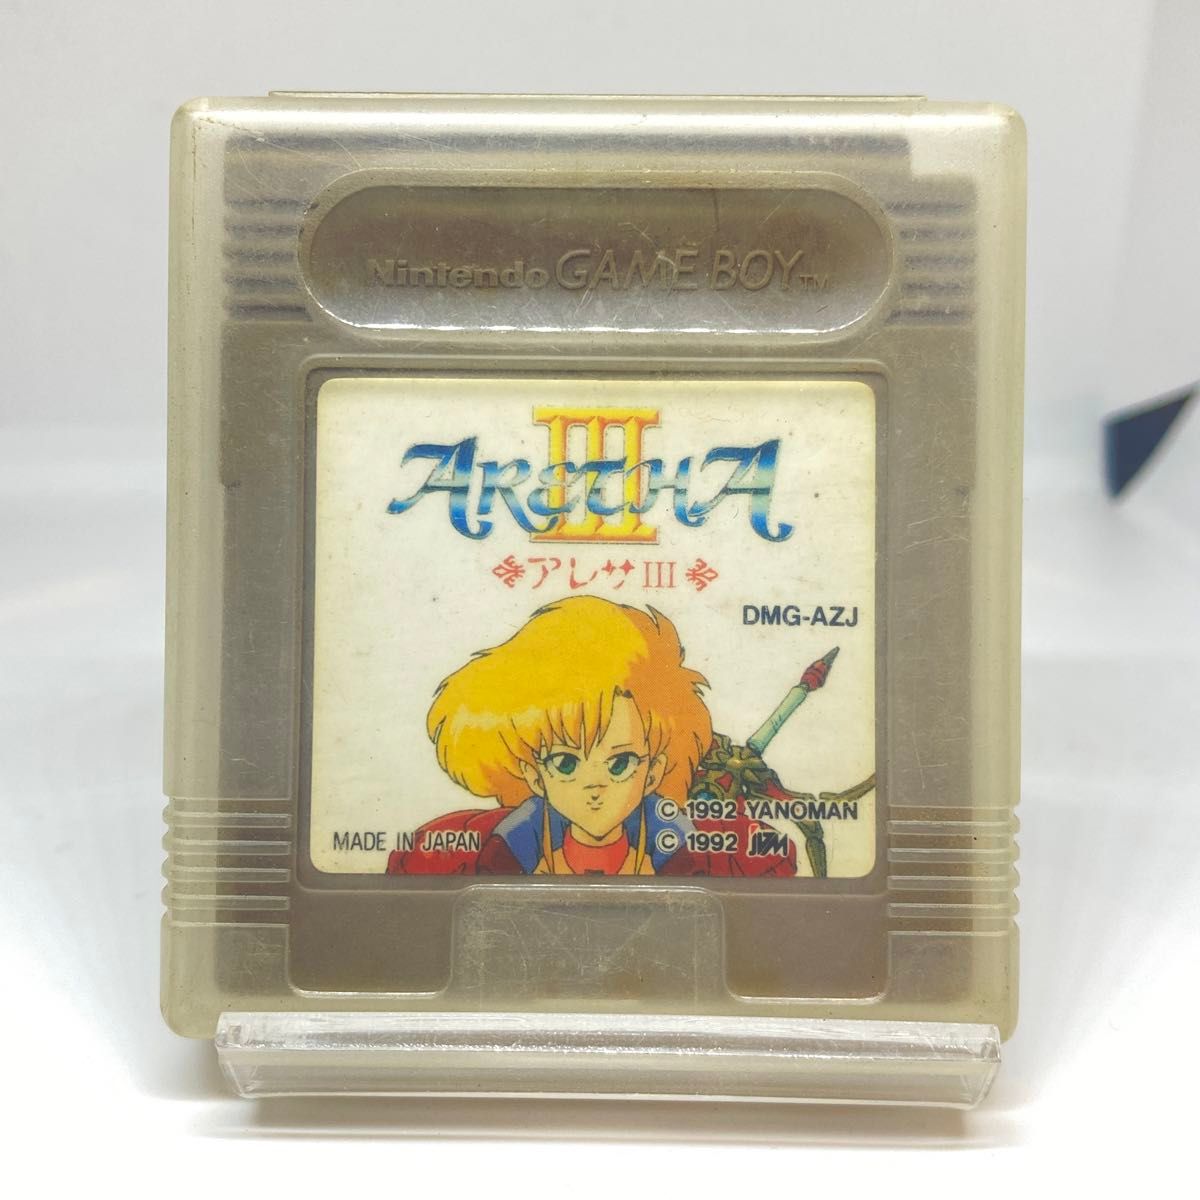 Nintendo GAME BOY TM
ARETHA III
アレサIII
DMG-AZJ
© 1992 YANOMAN
MADE IN JAPAN
© 1992 JVM